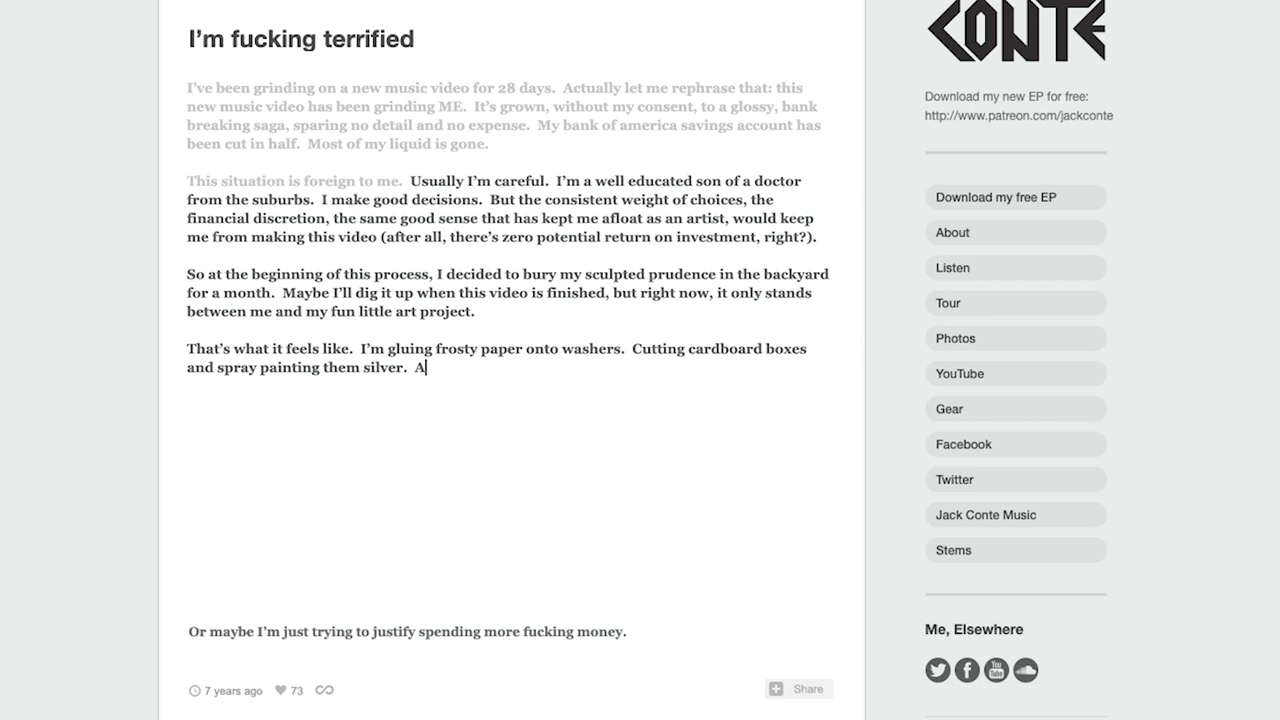 I’m fucking terrified
I’ve been grinding on a new music video for 28 days.  Actually let me rephrase that: this
new music video has been grinding ME.  It’s grown, without my consent, to a glossy, bank
breaking saga, sparing no detail and no expense.  My bank of america savings account has
been cut in half.  Most of my liquid is gone.
This situation is foreign to me.  Usually I’m careful.  I’m a well educated son of a doctor
from the suburbs.  I make good decisions.  But the consistent weight of choices, the
financial discretion, the same good sense that has kept me afloat as an artist, would keep
me from making this video (after all, there’s zero potential return on investment, right?).
So at the beginning of this process, I decided to bury my sculpted prudence in the backyard
for a month.  Maybe I’ll dig it up when this video is finished, but right now, it only stands
between me and my fun little art project.
That’s what it feels like.  I’m gluing frosty paper onto washers.  Cutting cardboard boxes
and spray painting them silver.  A
Or maybe I’m just trying to justify spending more fucking money.
7 years ago 73
Share
CONTE
Download my new EP for free:
http://www.patreon.com/jackconte
Download my free EP
About
Listen
Tour
Photos
YouTube
Gear
Facebook
Twitter
Jack Conte Music
Stems
Me, Elsewhere
You Tube